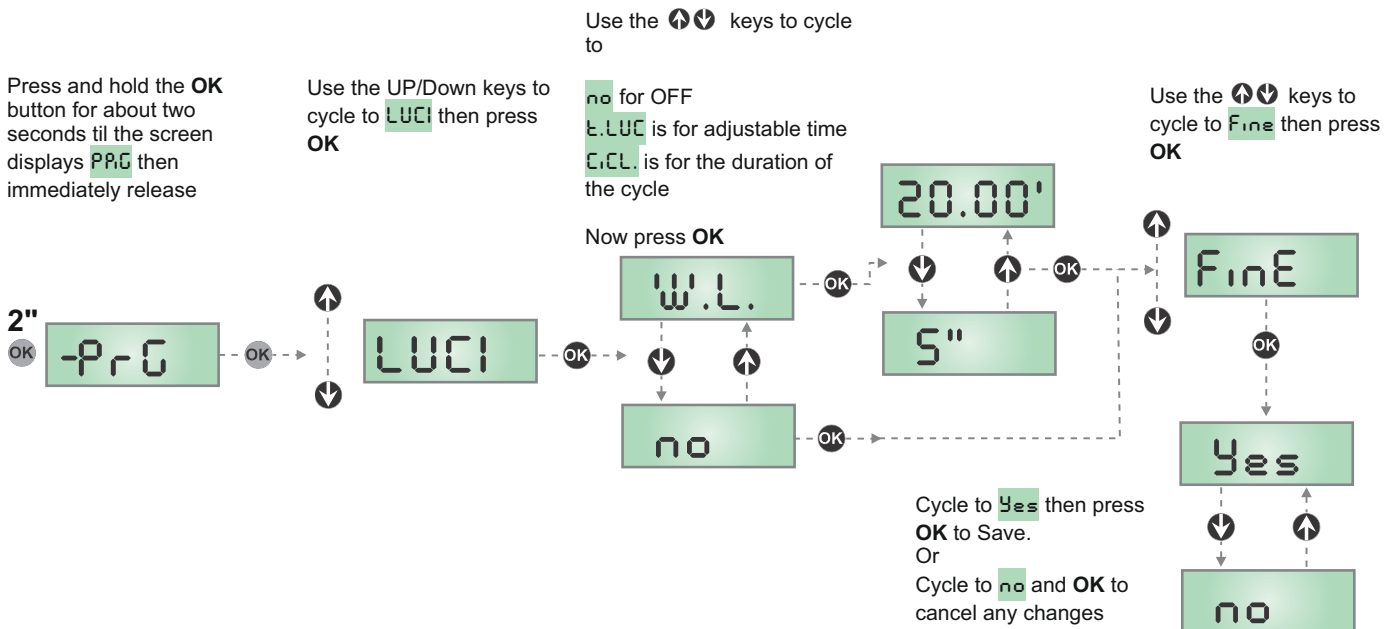 Press and hold the OK
button for about two
seconds til the screen
displays PRG then
immediately release
Use the UP/Down keys to
cycle to LUCI then press
OK
Use the keys to cycle
to
no for OFF
t.LUC is for adjustable time
CiCL. is for the duration of
the cycle
Now press OK
Use the keys to
cycle to Fine then press
OK
2"
OK
-PrG
OK
LUCI
OK
W.L.
no
OK
OK
20.00'
5"
OK
FinE
OK
Yes
no
Cycle to Yes then press
OK to Save.
Or
Cycle to no and OK to
cancel any changes